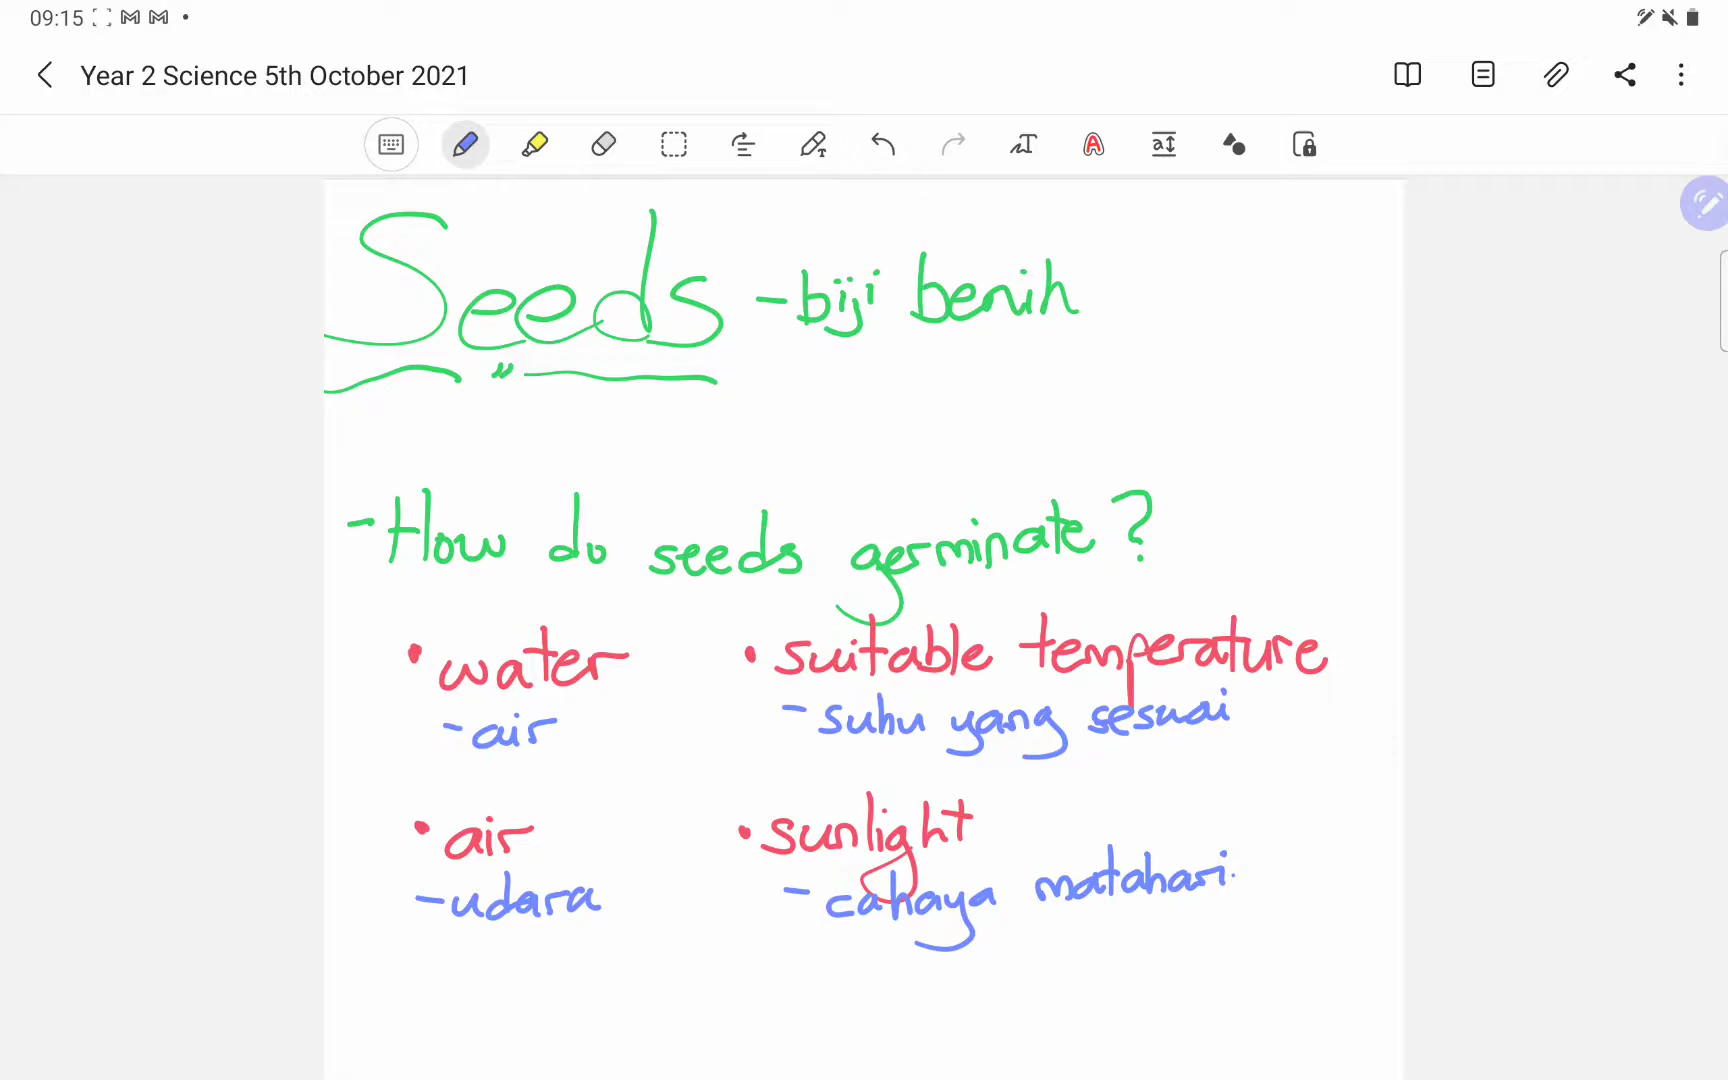 09:15
Year 2 Science 5th October 2021
Seeds - biji benih
- How do seeds germinate?
• water
- air
• suitable temperature
- suhu yang sesuai
• air
- udara
• sunlight
- cahaya matahari